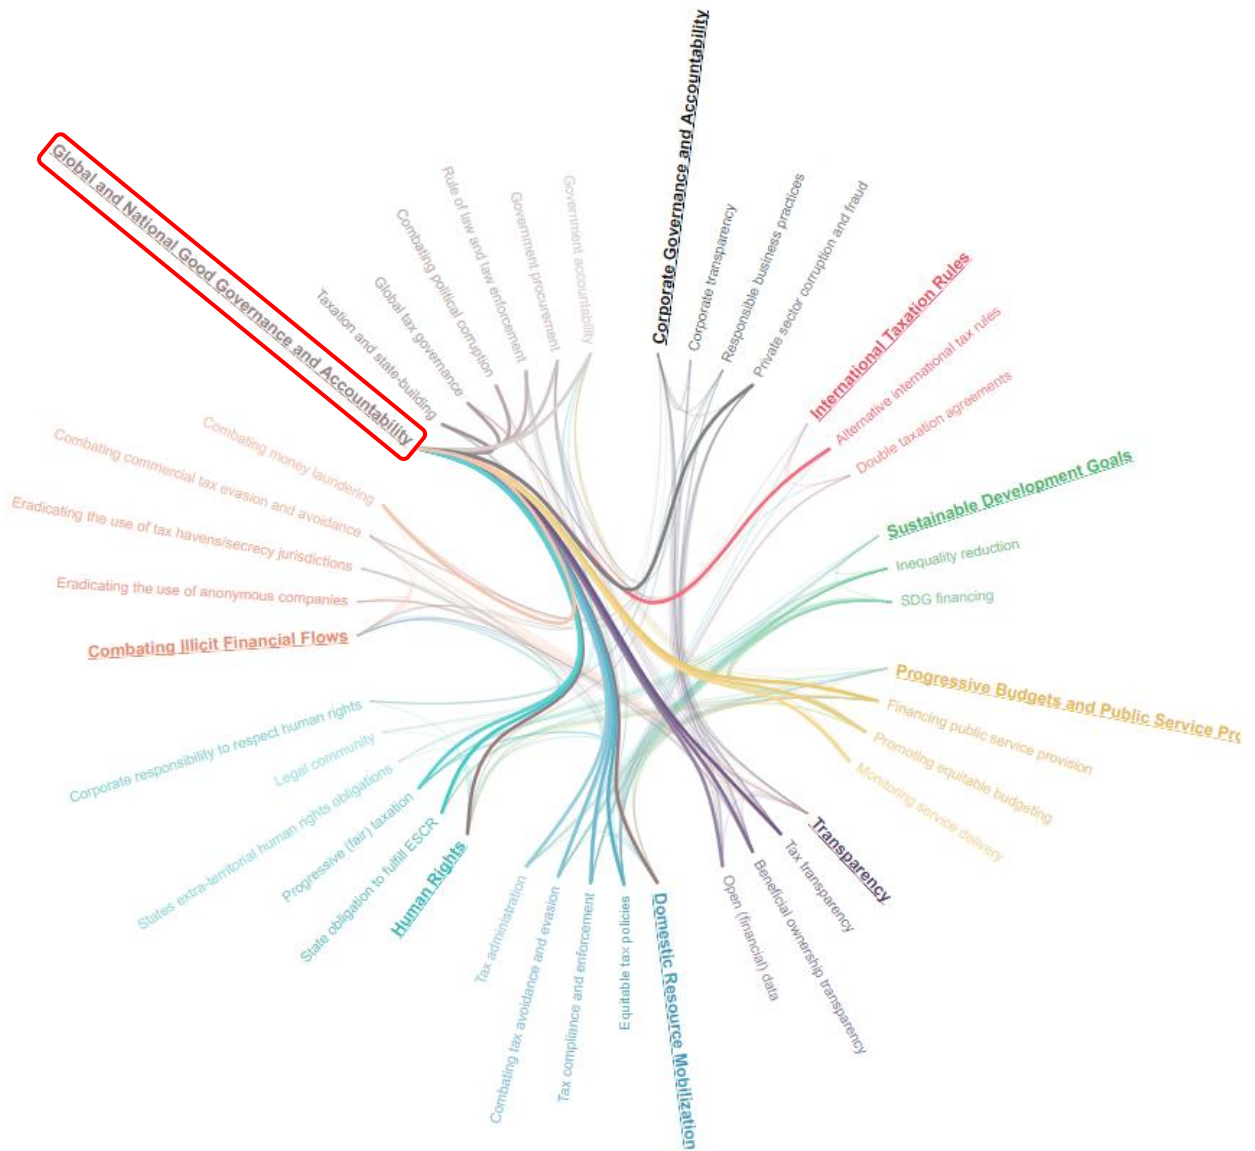 Global and National Good Governance and Accountability
Taxation and state-building
Global tax governance
Combating political corruption
Rule of law and law enforcement
Government procurement
Government accountability
Corporate Governance and Accountability
Corporate transparency
Responsible business practices
Private sector corruption and fraud
International Taxation Rules
Alternative international tax rules
Double taxation agreements
Sustainable Development Goals
Inequality reduction
SDG financing
Progressive Budgets and Public Service Pro
Financing public service provision
Promoting equitable budgeting
Monitoring service delivery
Transparency
Tax transparency
Beneficial ownership transparency
Open (financial) data
Domestic Resource Mobilization
Equitable tax policies
Tax compliance and enforcement
Combating tax avoidance and evasion
Tax administration
Human Rights
State obligation to fulfill ESCR
Progressive (fair) taxation
States extra-territorial human rights obligations
Legal community
Corporate responsibility to respect human rights
Combating Illicit Financial Flows
Eradicating the use of anonymous companies
Eradicating the use of tax havens/secrecy jurisdictions
Combating commercial tax evasion and avoidance
Combating money laundering